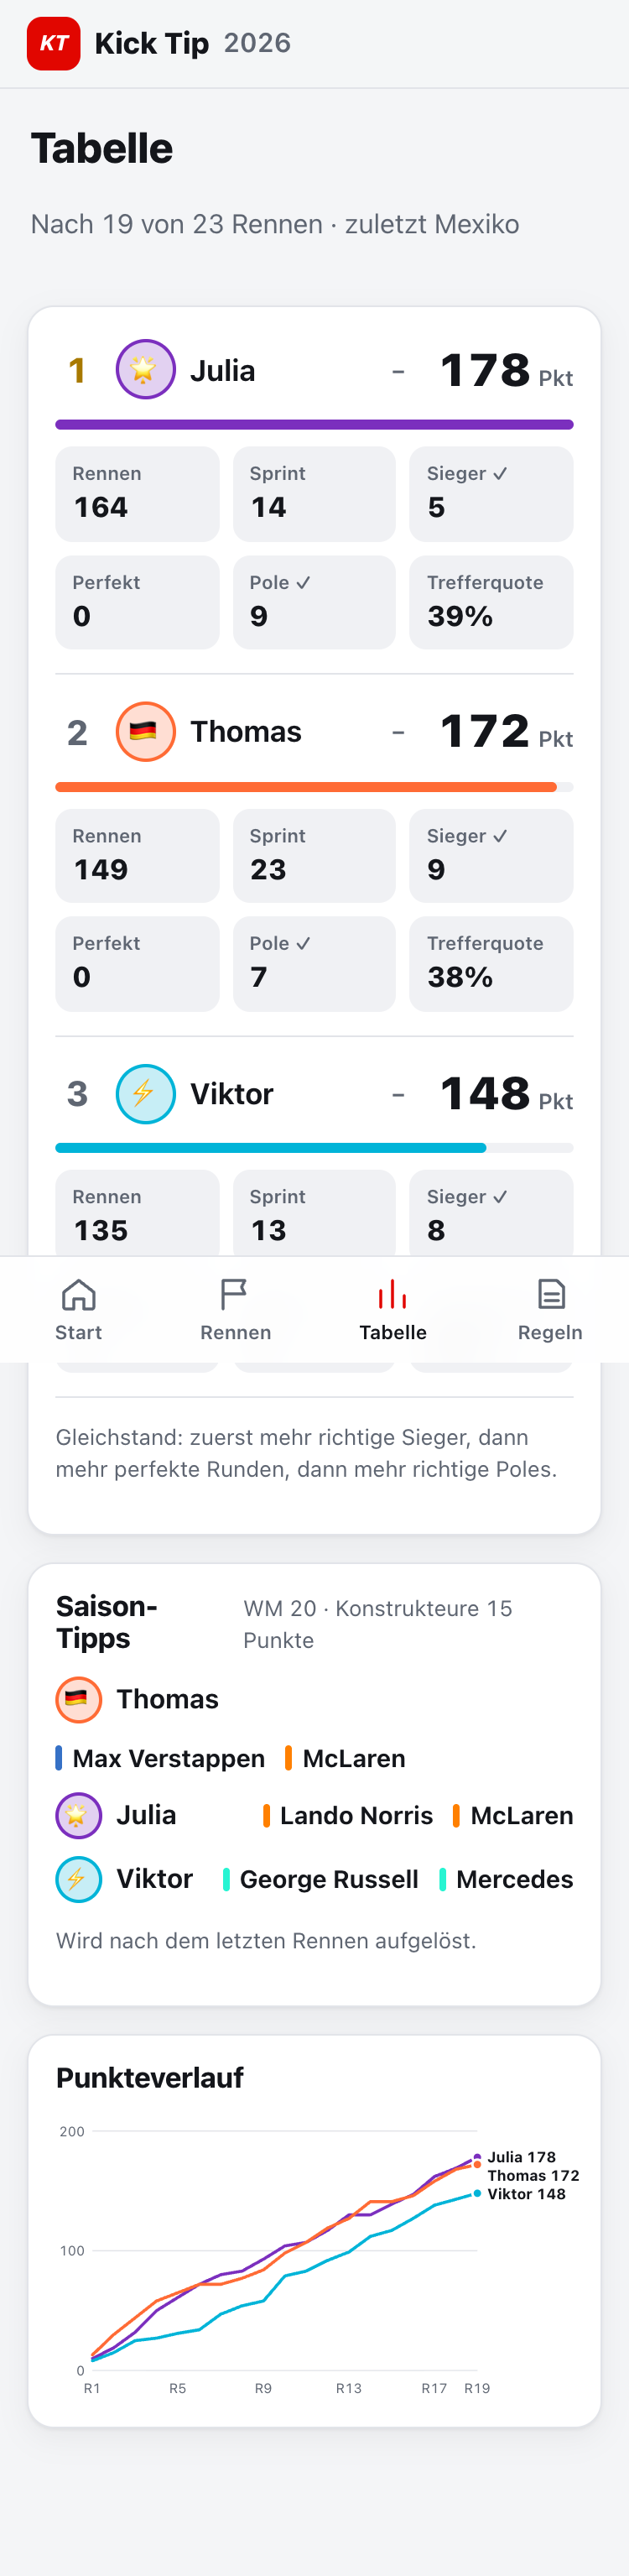 KT Kick Tip 2026
Tabelle
Nach 19 von 23 Rennen · zuletzt Mexiko
1 Julia - 178 Pkt
Rennen Sprint Sieger ✓
164 14 5
Perfekt Pole ✓ Trefferquote
0 9 39%
2 Thomas - 172 Pkt
Rennen Sprint Sieger ✓
149 23 9
Perfekt Pole ✓ Trefferquote
0 7 38%
3 Viktor - 148 Pkt
Rennen Sprint Sieger ✓
135 13 8
Start Rennen Tabelle Regeln
Gleichstand: zuerst mehr richtige Sieger, dann
mehr perfekte Runden, dann mehr richtige Poles.
Saison-
Tipps
WM 20 · Konstrukteure 15
Punkte
Thomas
Max Verstappen McLaren
Julia Lando Norris McLaren
Viktor George Russell Mercedes
Wird nach dem letzten Rennen aufgelöst.
Punkteverlauf
200
Julia 178
Thomas 172
Viktor 148
100
0
R1 R5 R9 R13 R17 R19